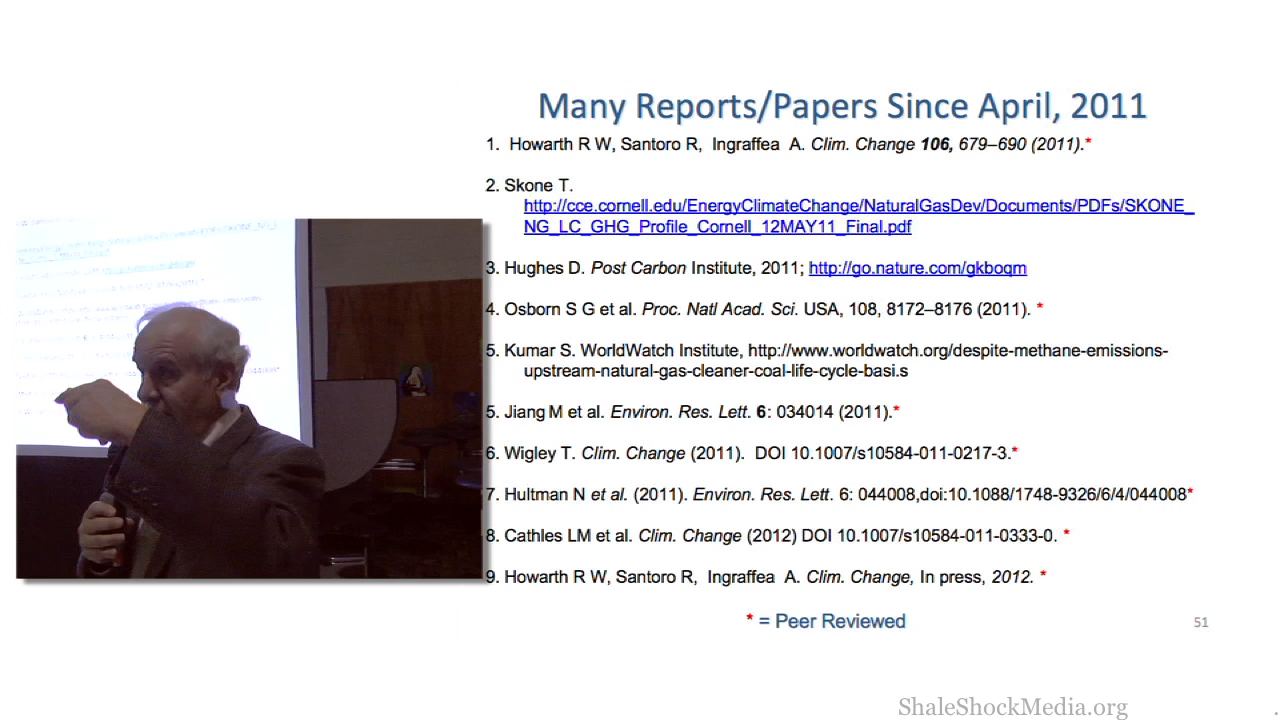 Many Reports/Papers Since April, 2011
1. Howarth R W, Santoro R, Ingraffea A. Clim. Change 106, 679–690 (2011).*
2. Skone T.
http://cce.cornell.edu/EnergyClimateChange/NaturalGasDev/Documents/PDFs/SKONE_
NG_LC_GHG_Profile_Cornell_12MAY11_Final.pdf
3. Hughes D. Post Carbon Institute, 2011; http://go.nature.com/gkboqm
4. Osborn S G et al. Proc. Natl Acad. Sci. USA, 108, 8172–8176 (2011). *
5. Kumar S. WorldWatch Institute, http://www.worldwatch.org/despite-methane-emissions-
upstream-natural-gas-cleaner-coal-life-cycle-basi.s
5. Jiang M et al. Environ. Res. Lett. 6: 034014 (2011).*
6. Wigley T. Clim. Change (2011). DOI 10.1007/s10584-011-0217-3.*
7. Hultman N et al. (2011). Environ. Res. Lett. 6: 044008,doi:10.1088/1748-9326/6/4/044008*
8. Cathles LM et al. Clim. Change (2012) DOI 10.1007/s10584-011-0333-0. *
9. Howarth R W, Santoro R, Ingraffea A. Clim. Change, In press, 2012. *
* = Peer Reviewed
51
ShaleShockMedia.org